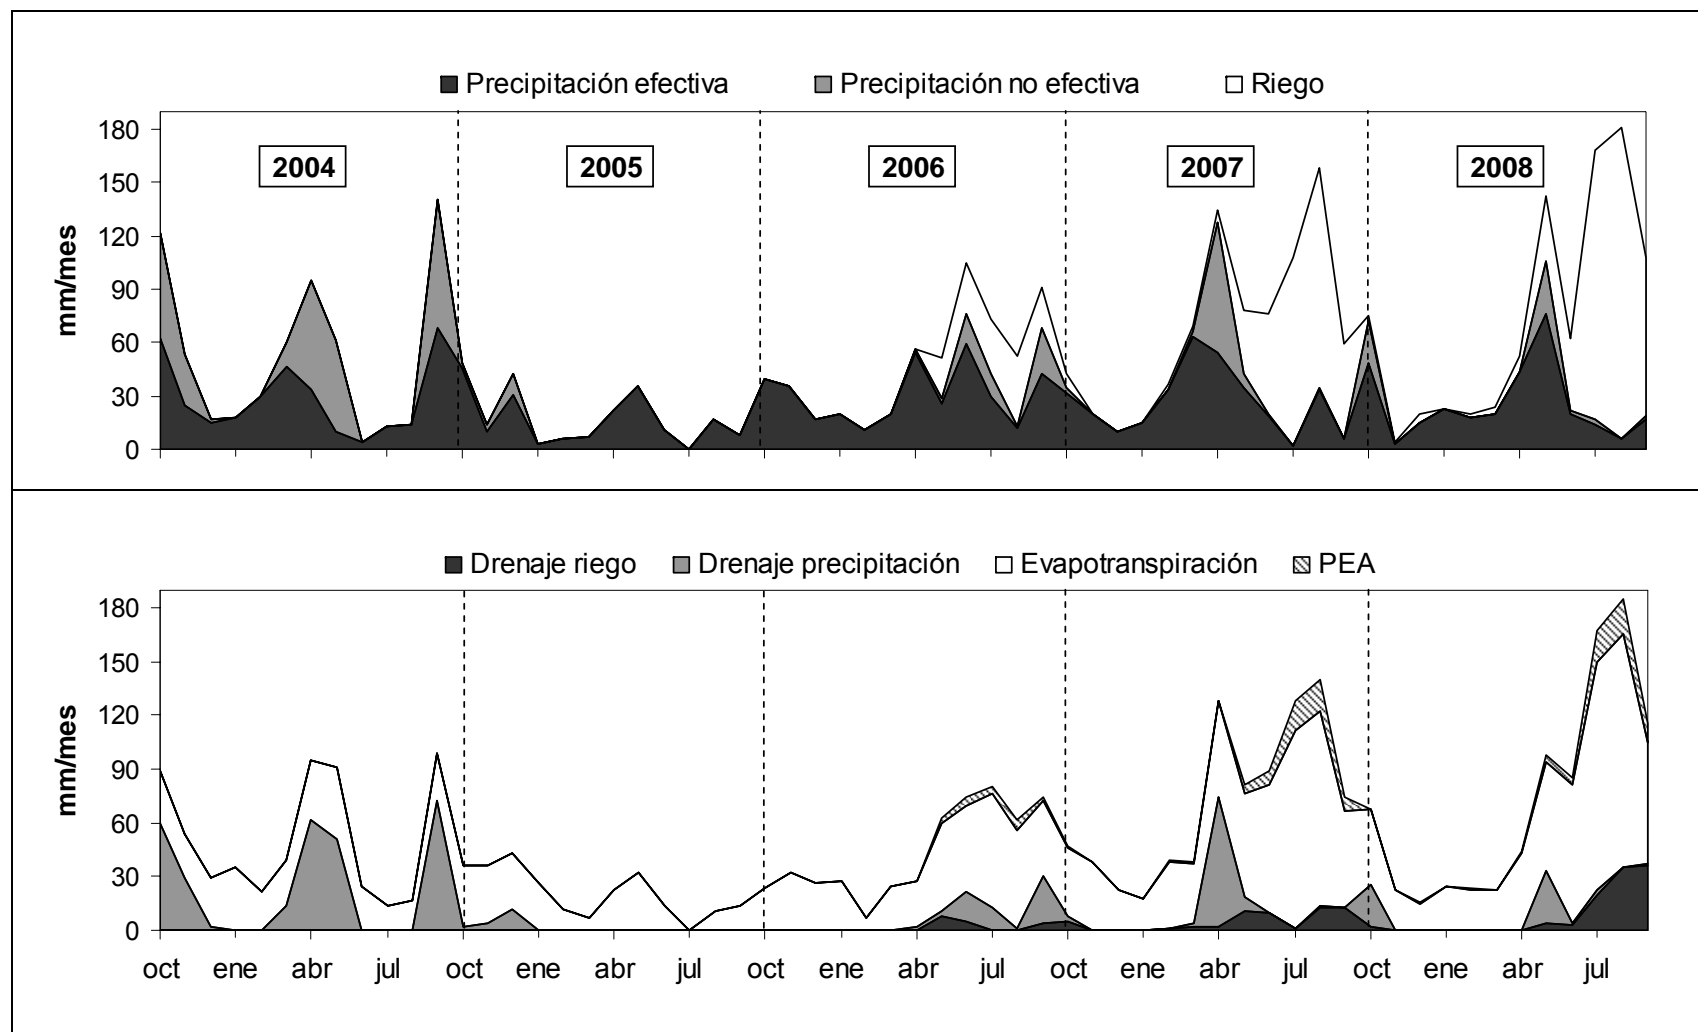 Precipitación efectiva Precipitación no efectiva Riego
180
150
120
90
60
30
0
mm/mes
2004 2005 2006 2007 2008
Drenaje riego Drenaje precipitación Evapotranspiración PEA
180
150
120
90
60
30
0
mm/mes
oct ene abr jul oct ene abr jul oct ene abr jul oct ene abr jul oct ene abr jul